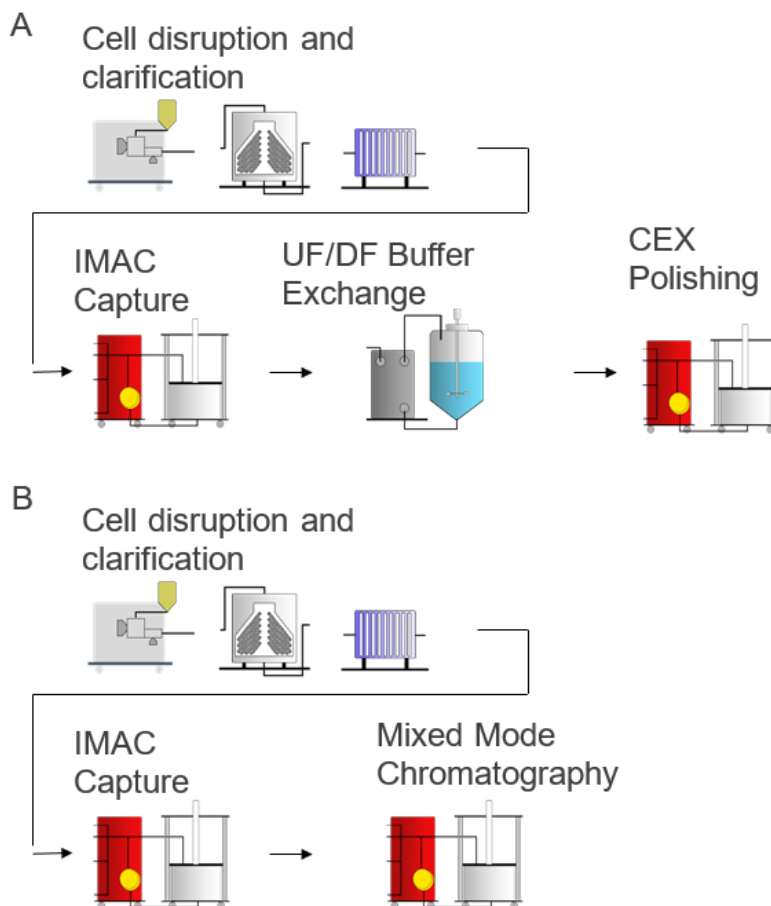 A
Cell disruption and
clarification
IMAC
Capture
UF/DF Buffer
Exchange
CEX
Polishing
B
Cell disruption and
clarification
IMAC
Capture
Mixed Mode
Chromatography